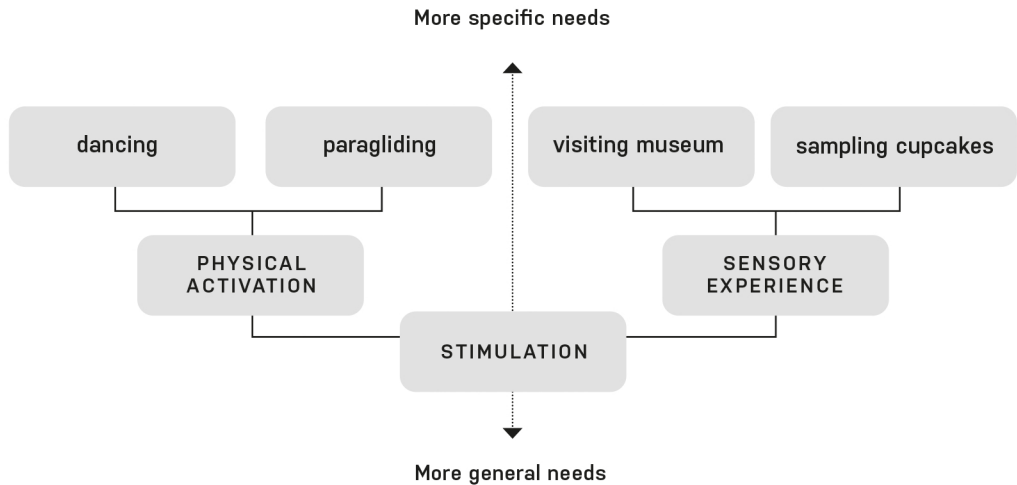 More specific needs
dancing
paragliding
visiting museum
sampling cupcakes
PHYSICAL
ACTIVATION
SENSORY
EXPERIENCE
STIMULATION
More general needs